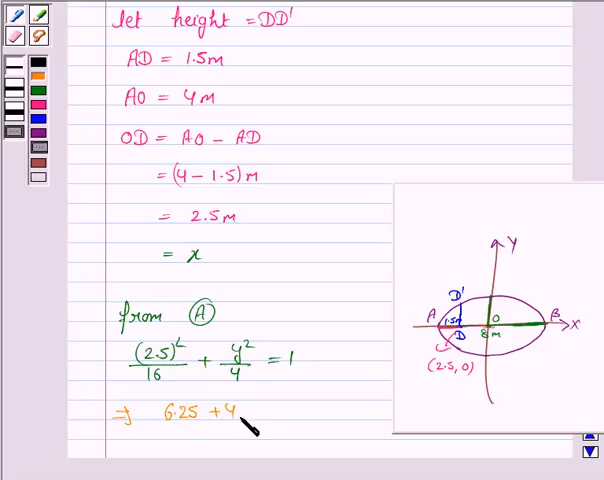 let height = DD'
AD = 1.5m
AO = 4m
OD = AO - AD
= (4 - 1.5) m
= 2.5m
= x
from (A)
(2.5)²/16 + y²/4 = 1
⇒ 6.25 + 4
Y
D'
A
1.5m
O
B
X
D
8m
(2.5, 0)